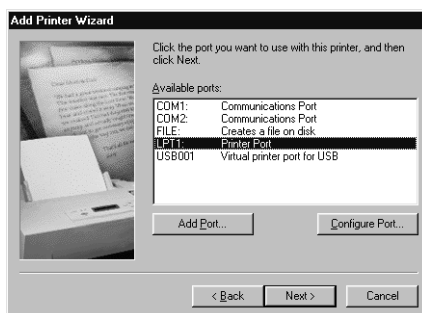 Add Printer Wizard
Click the port you want to use with this printer, and then
click Next.
Available ports:
COM1: Communications Port
COM2: Communications Port
FILE: Creates a file on disk
LPT1: Printer Port
USB001 Virtual printer port for USB
Add Port... Configure Port...
< Back Next > Cancel